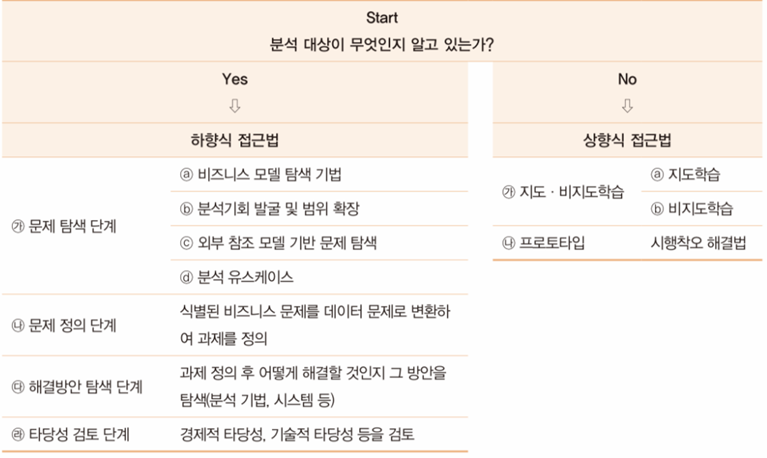 Start
분석 대상이 무엇인지 알고 있는가?
Yes
⇩
하향식 접근법
㉮ 문제 탐색 단계
ⓐ 비즈니스 모델 탐색 기법
ⓑ 분석기회 발굴 및 범위 확장
ⓒ 외부 참조 모델 기반 문제 탐색
ⓓ 분석 유스케이스
㉯ 문제 정의 단계
식별된 비즈니스 문제를 데이터 문제로 변환하
여 과제를 정의
㉰ 해결방안 탐색 단계
과제 정의 후 어떻게 해결할 것인지 그 방안을
탐색(분석 기법, 시스템 등)
㉱ 타당성 검토 단계
경제적 타당성, 기술적 타당성 등을 검토
No
⇩
상향식 접근법
㉮ 지도 · 비지도학습
ⓐ 지도학습
ⓑ 비지도학습
㉯ 프로토타입
시행착오 해결법